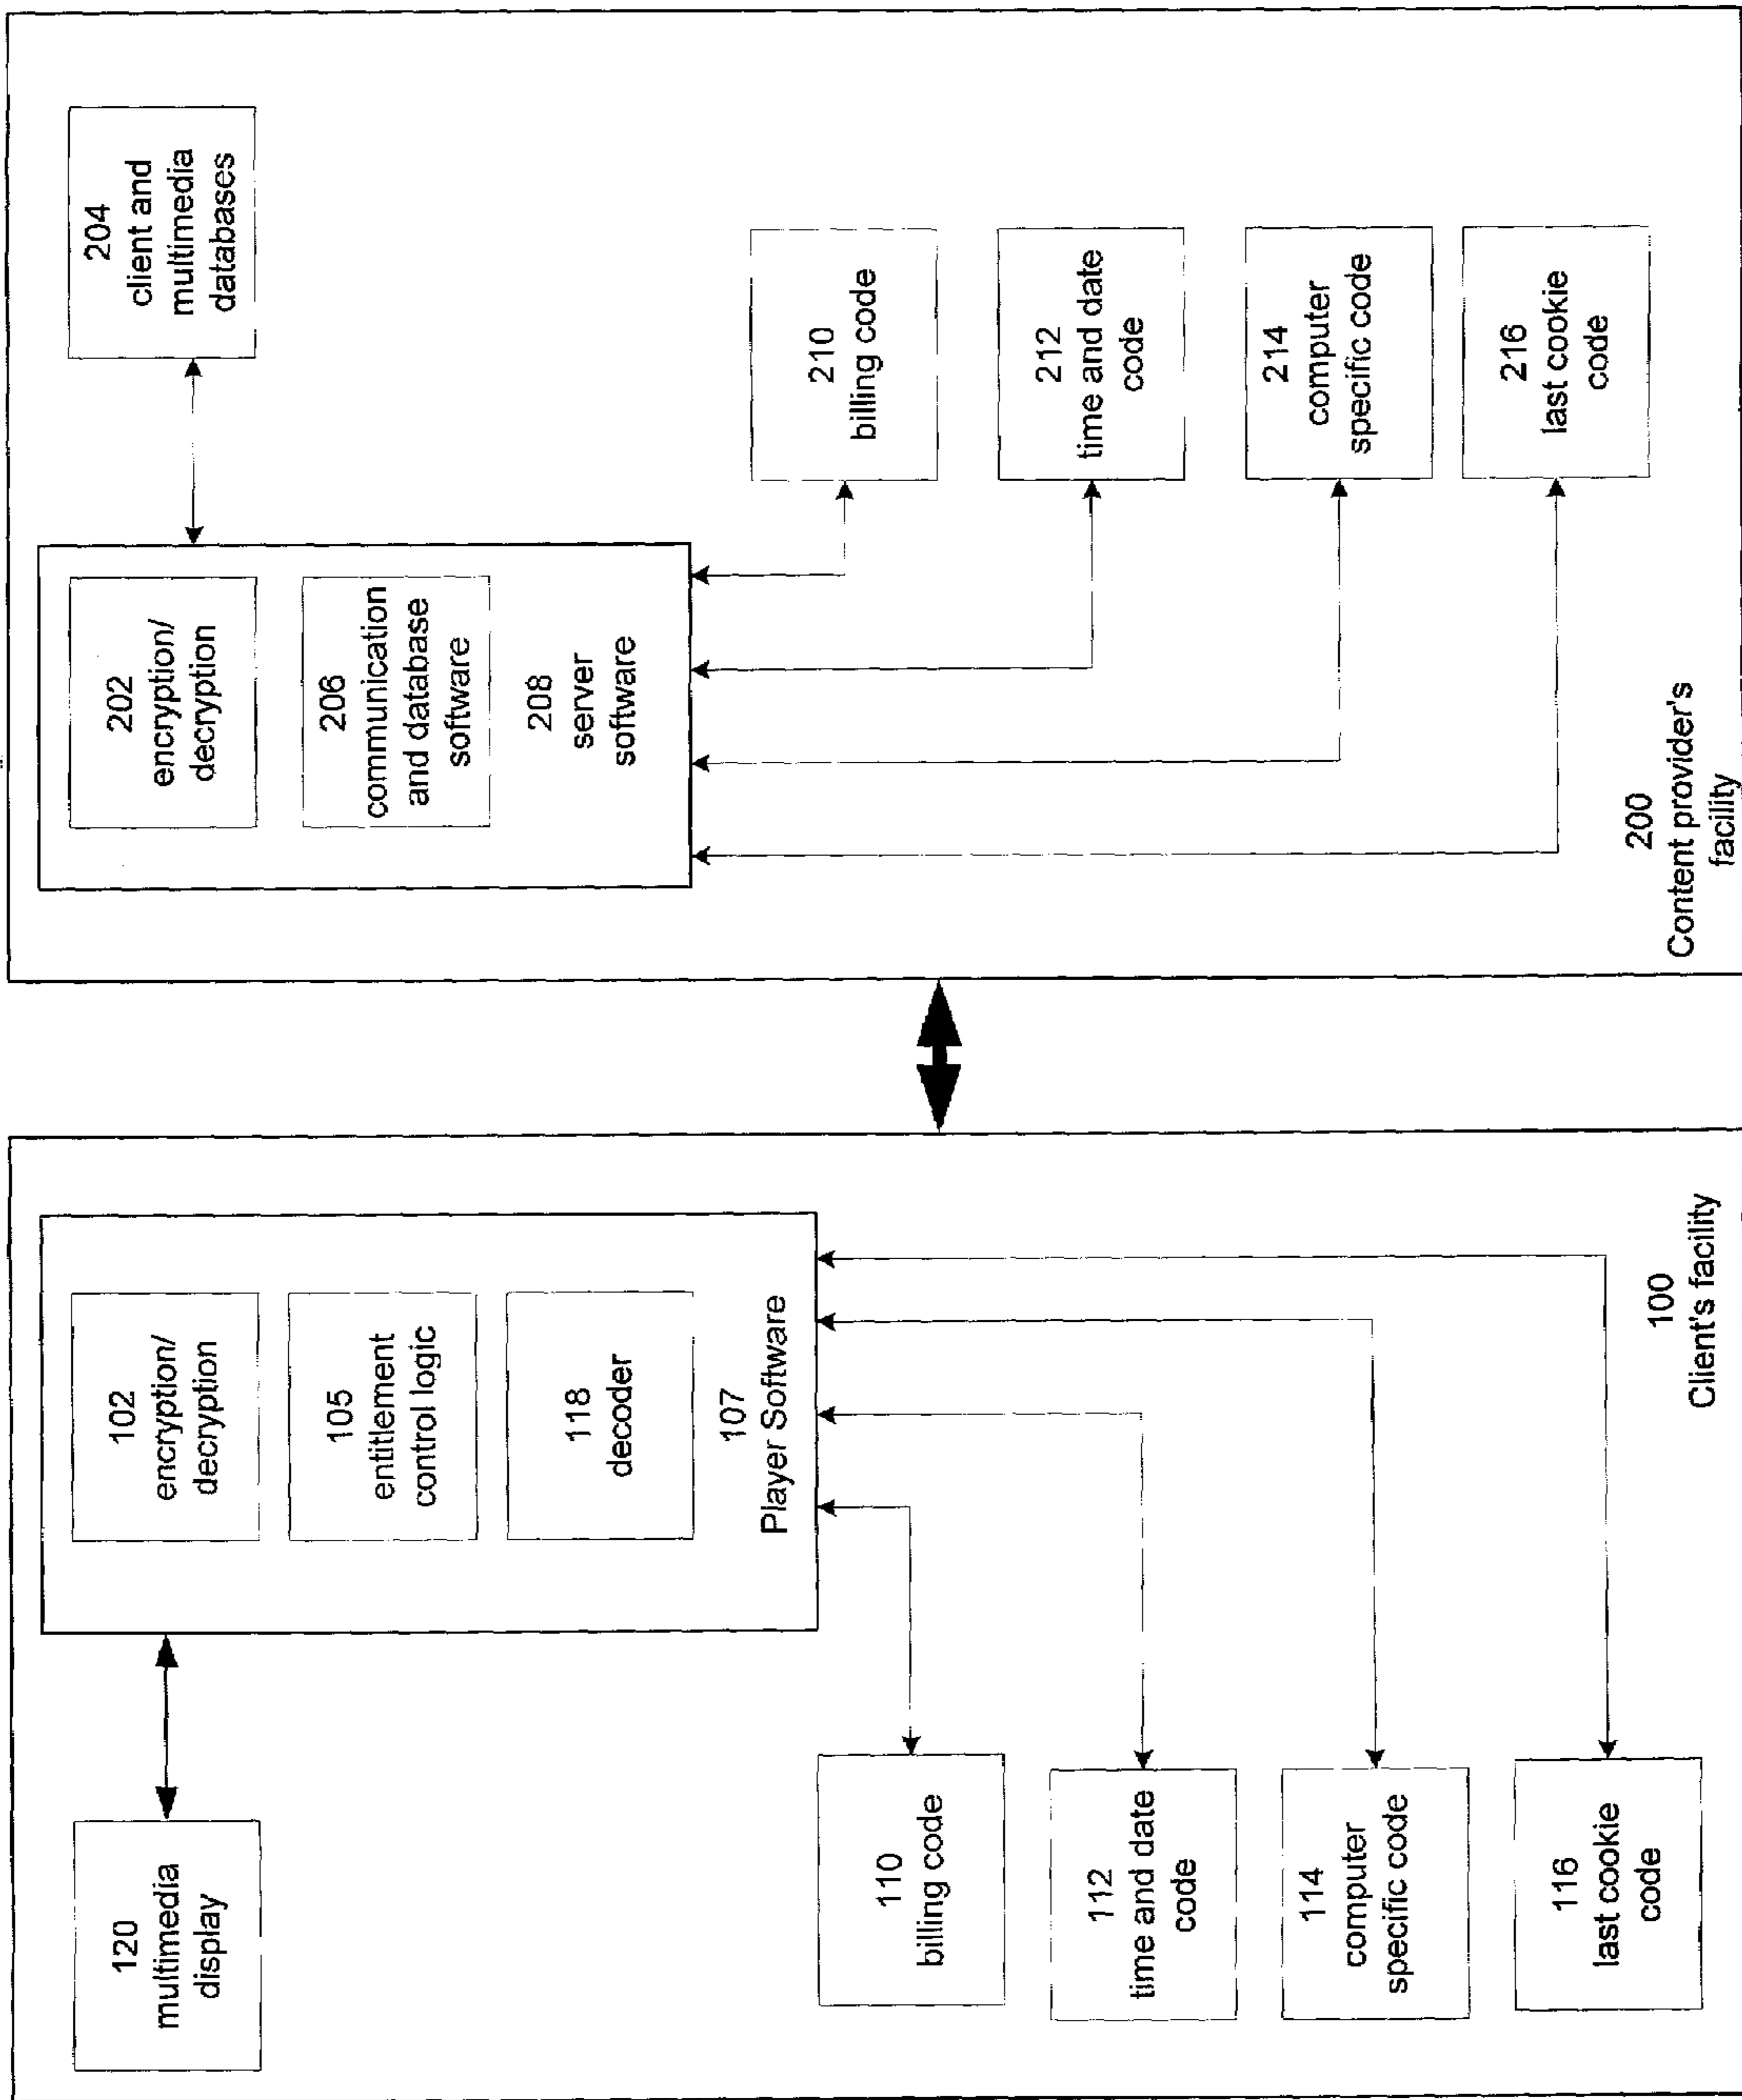 120
multimedia
display
102
encryption/
decryption
105
entitlement
control logic
118
decoder
107
Player Software
110
billing code
112
time and date
code
114
computer
specific code
116
last cookie
code
100
Client's facility
202
encryption/
decryption
206
communication
and database
software
208
server
software
204
client and
multimedia
databases
210
billing code
212
time and date
code
214
computer
specific code
216
last cookie
code
200
Content provider's
facility